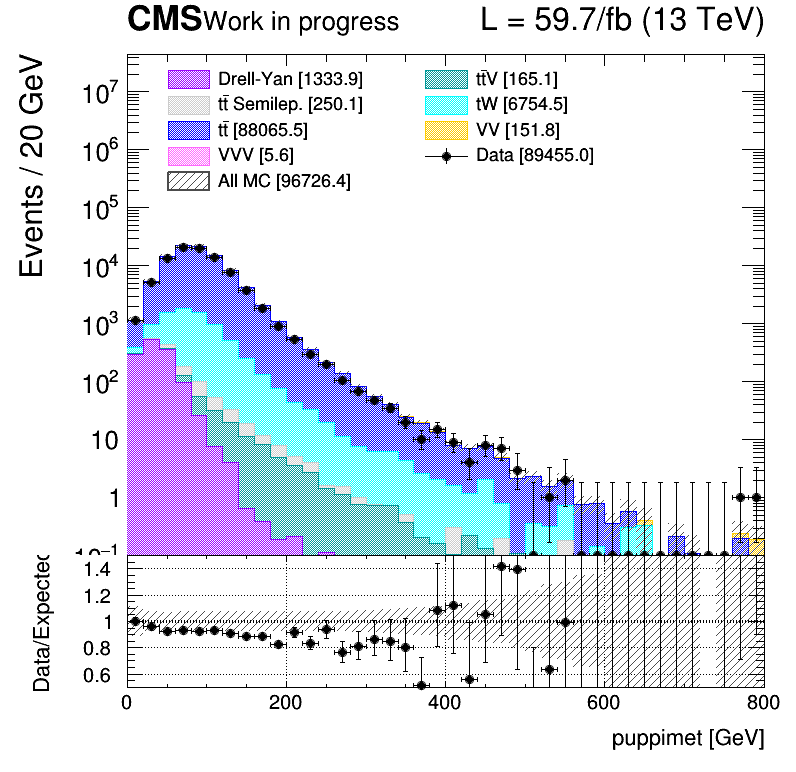 CMS Work in progress L = 59.7/fb (13 TeV)
Events / 20 GeV
Drell-Yan [1333.9]
tt̄ Semilep. [250.1]
tt̄ [88065.5]
VVV [5.6]
All MC [96726.4]
tt̄V [165.1]
tW [6754.5]
VV [151.8]
Data [89455.0]
10⁷
10⁶
10⁵
10⁴
10³
10²
10
1
10⁻¹
Data/Expected
1.4
1.2
1
0.8
0.6
0 200 400 600 800
puppimet [GeV]